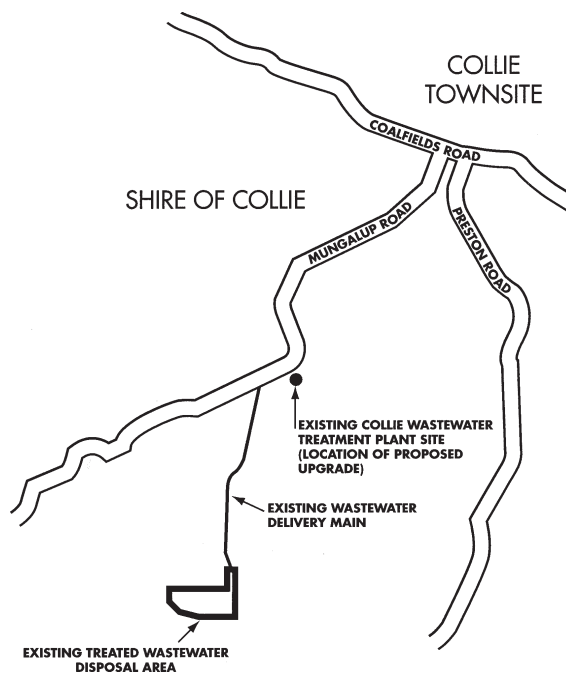 COLLIE
TOWNSITE
COALFIELDS ROAD
SHIRE OF COLLIE
MUNGALUP ROAD
PRESTON ROAD
EXISTING COLLIE WASTEWATER
TREATMENT PLANT SITE
(LOCATION OF PROPOSED
UPGRADE)
EXISTING WASTEWATER
DELIVERY MAIN
EXISTING TREATED WASTEWATER
DISPOSAL AREA